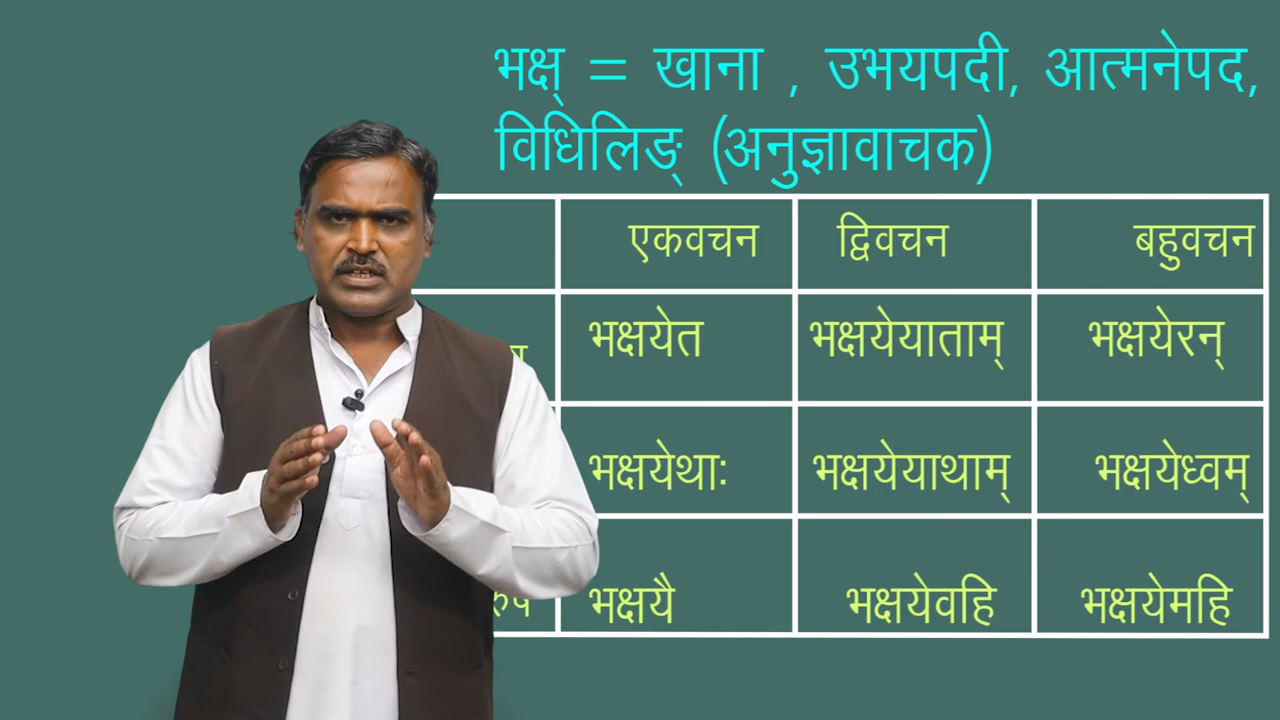 भक्ष् = खाना , उभयपदी, आत्मनेपद,
विधिलिङ् (अनुज्ञावाचक)
एकवचन द्विवचन बहुवचन
भक्षयेत भक्षयेयाताम् भक्षयेरन्
भक्षयेथाः भक्षयेयाथाम् भक्षयेध्वम्
भक्षयै भक्षयेवहि भक्षयेमहि